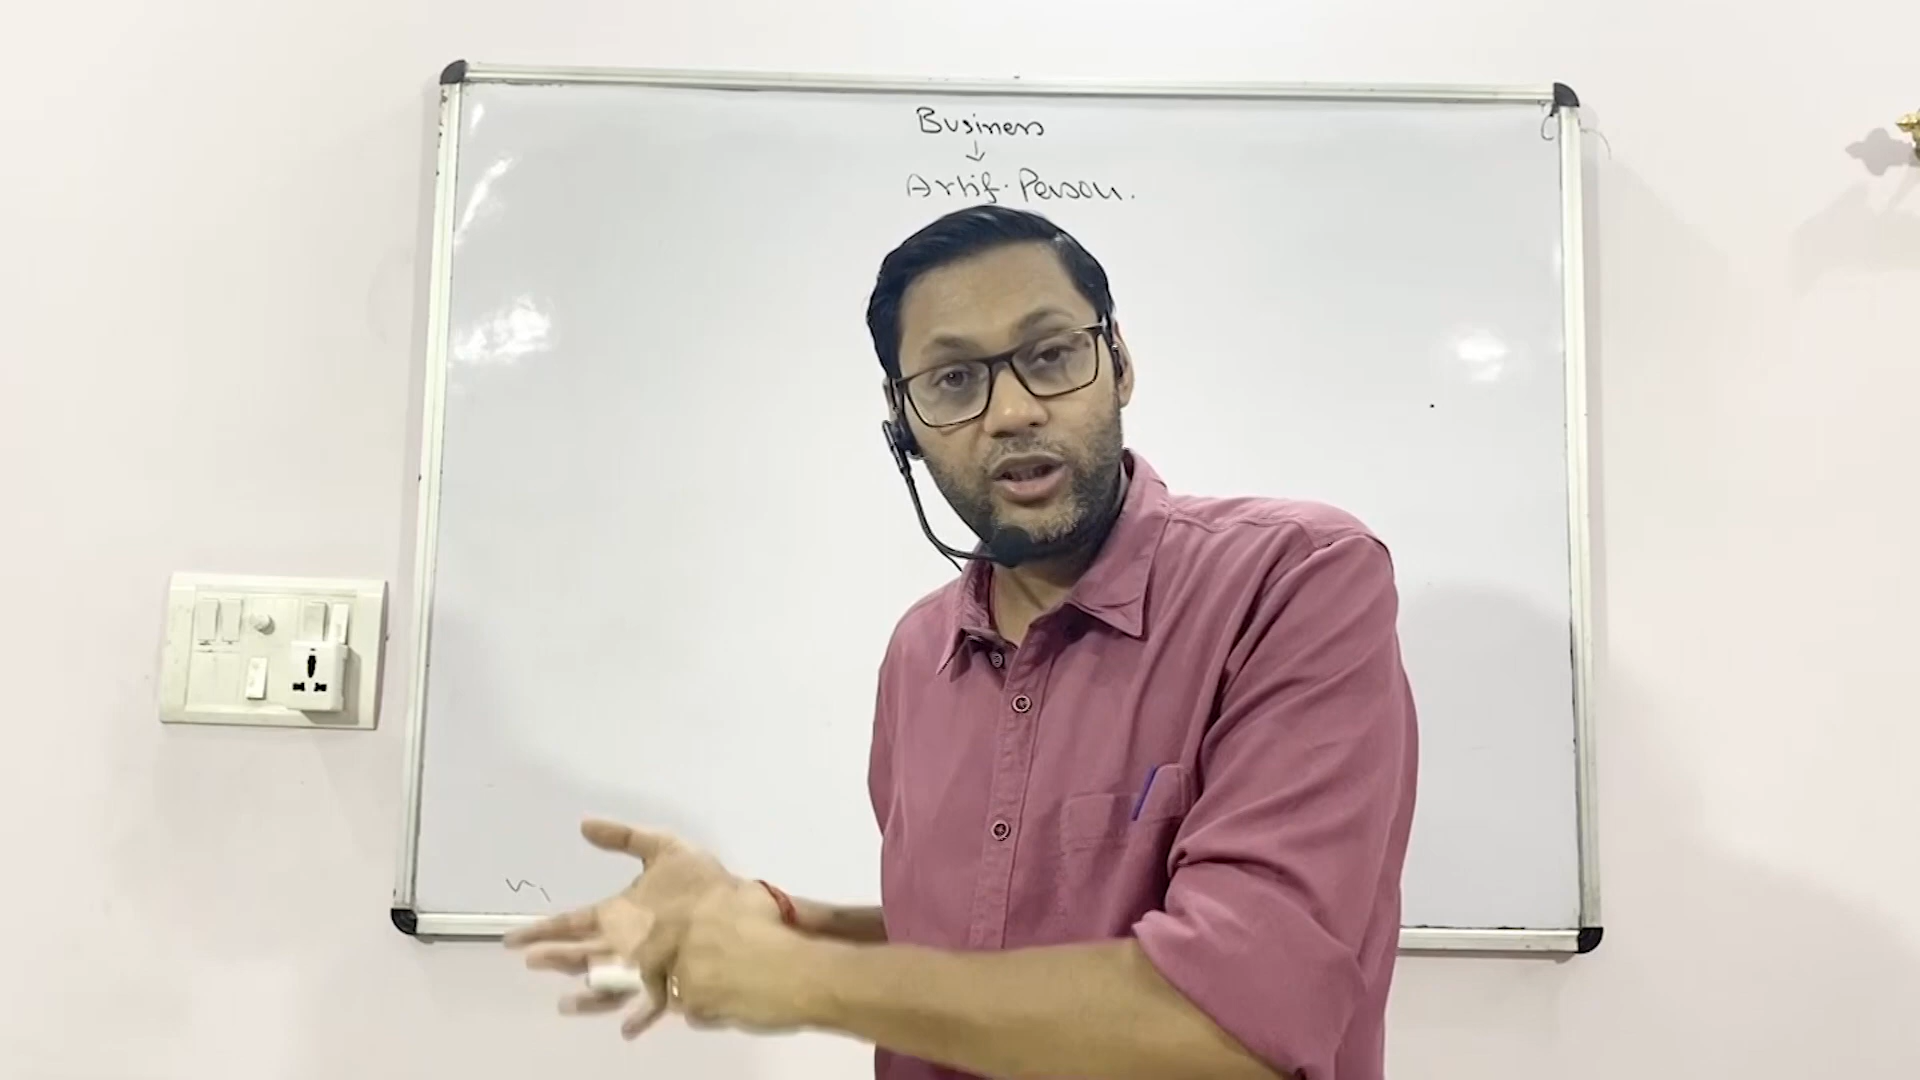 Business
↓
Artif. Person.